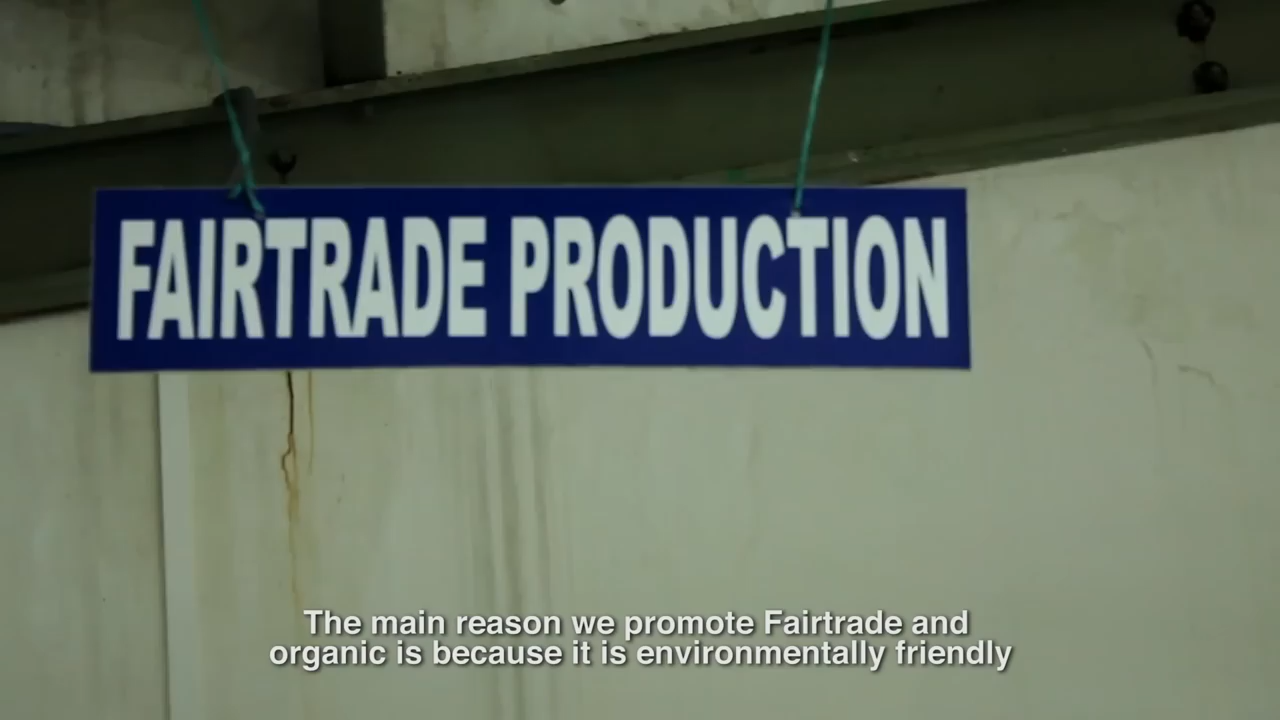 FAIRTRADE PRODUCTION
The main reason we promote Fairtrade and
organic is because it is environmentally friendly